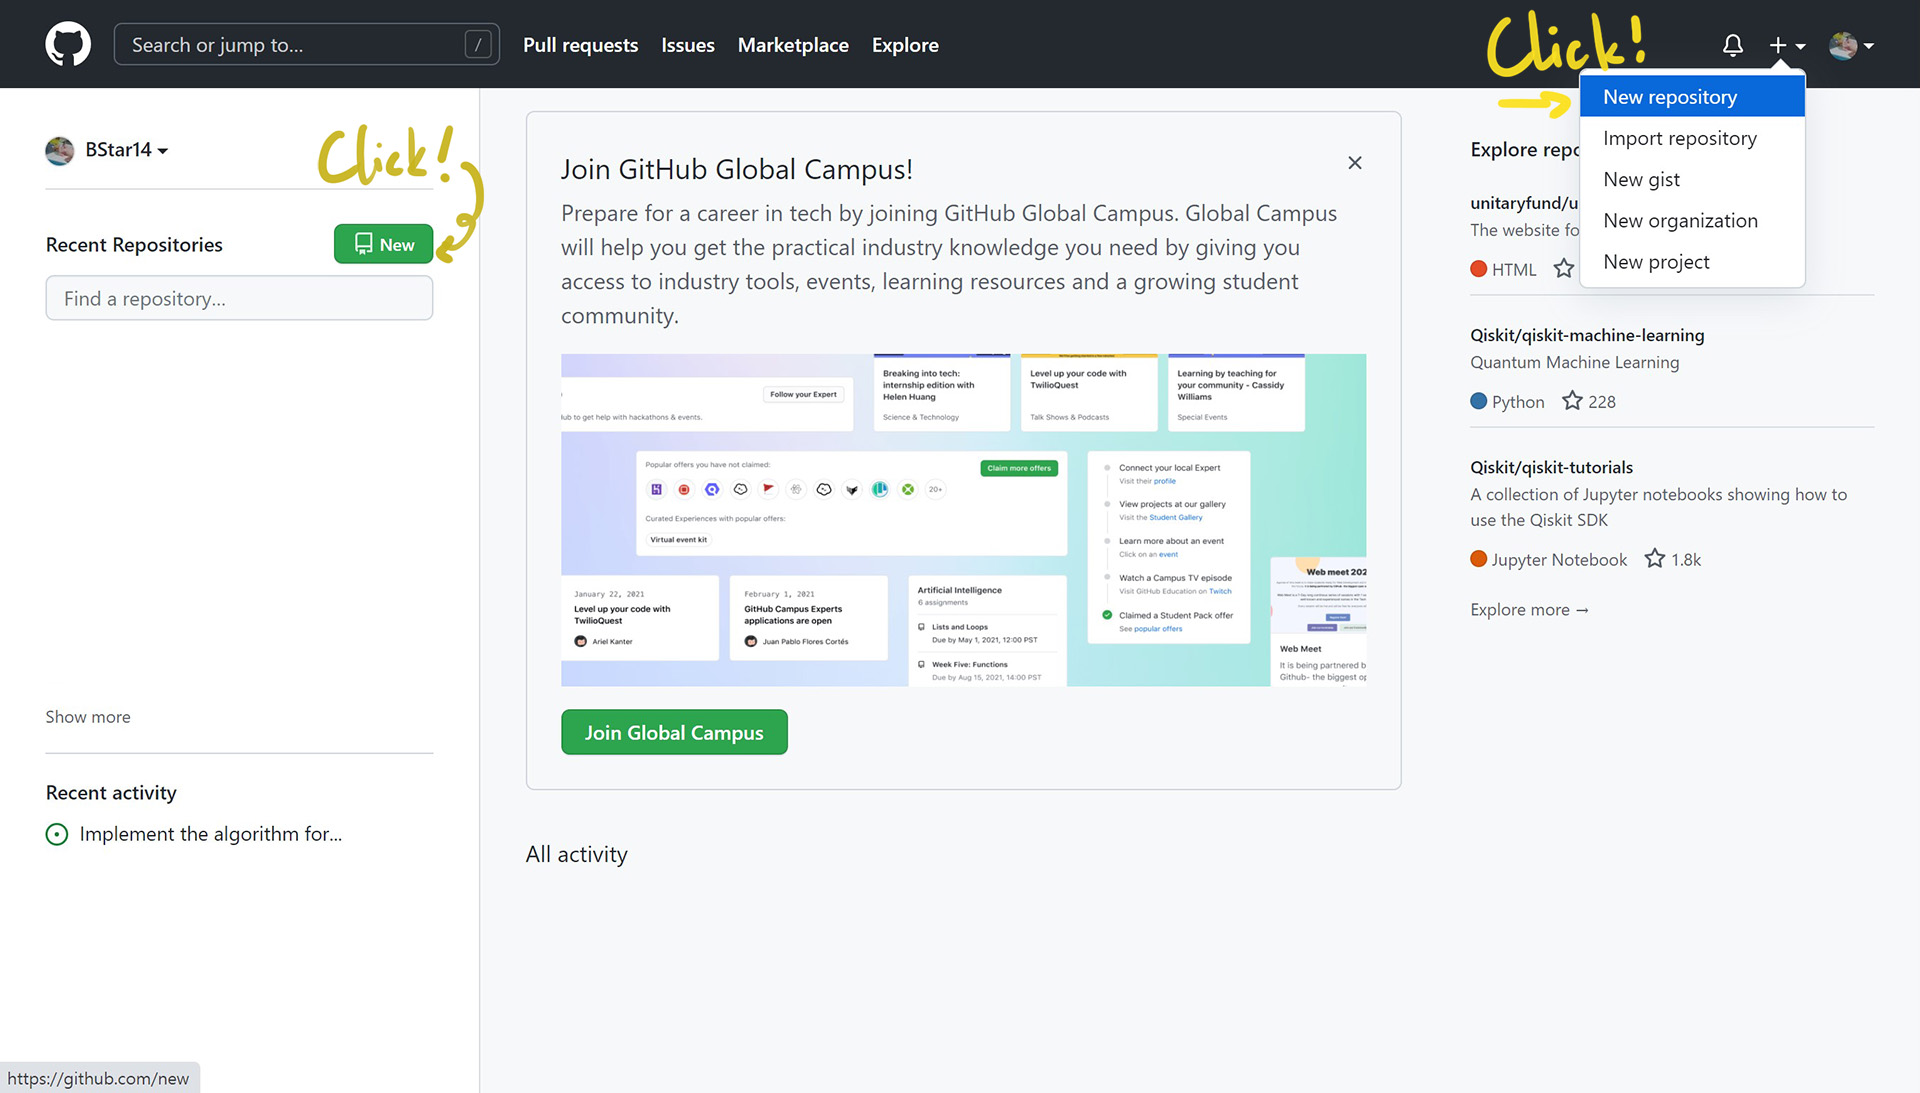 Search or jump to...
/
Pull requests
Issues
Marketplace
Explore
Click!
New repository
Import repository
New gist
New organization
New project
BStar14
Click!
Recent Repositories
New
Find a repository...
Show more
Recent activity
Implement the algorithm for...
Join GitHub Global Campus!
Prepare for a career in tech by joining GitHub Global Campus. Global Campus
will help you get the practical industry knowledge you need by giving you
access to industry tools, events, learning resources and a growing student
community.
Follow your Expert
Hub to get help with hackathons & events.
Breaking into tech:
internship edition with
Helen Huang
Science & Technology
Level up your code with
TwilioQuest
Talk Shows & Podcasts
Learning by teaching for
your community - Cassidy
Williams
Special Events
Popular offers you have not claimed:
Claim more offers
20+
Curated Experiences with popular offers:
Virtual event kit
Connect your local Expert
Visit their profile
View projects at our gallery
Visit the Student Gallery
Learn more about an event
Click on an event
Watch a Campus TV episode
Visit GitHub Education on Twitch
Claimed a Student Pack offer
See popular offers
January 22, 2021
Level up your code with
TwilioQuest
Ariel Kanter
February 1, 2021
GitHub Campus Experts
applications are open
Juan Pablo Flores Cortés
Artificial Intelligence
6 assignments
Lists and Loops
Due by May 1, 2021, 12:00 PST
Week Five: Functions
Due by Aug 15, 2021, 14:00 PST
Web meet 202
Web Meet
It is being partnered b
Github- the biggest op
Join Global Campus
All activity
Explore repo
unitaryfund/u
The website fo
HTML
Qiskit/qiskit-machine-learning
Quantum Machine Learning
Python 228
Qiskit/qiskit-tutorials
A collection of Jupyter notebooks showing how to
use the Qiskit SDK
Jupyter Notebook 1.8k
Explore more →
https://github.com/new